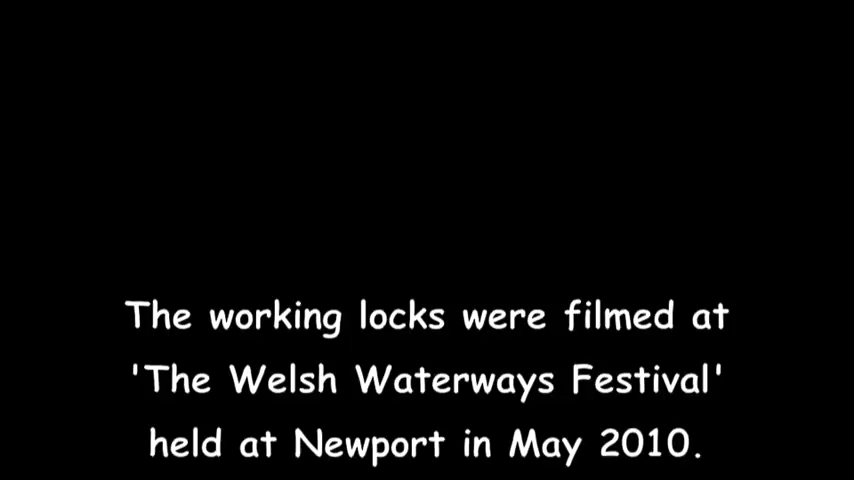 The working locks were filmed at
'The Welsh Waterways Festival'
held at Newport in May 2010.